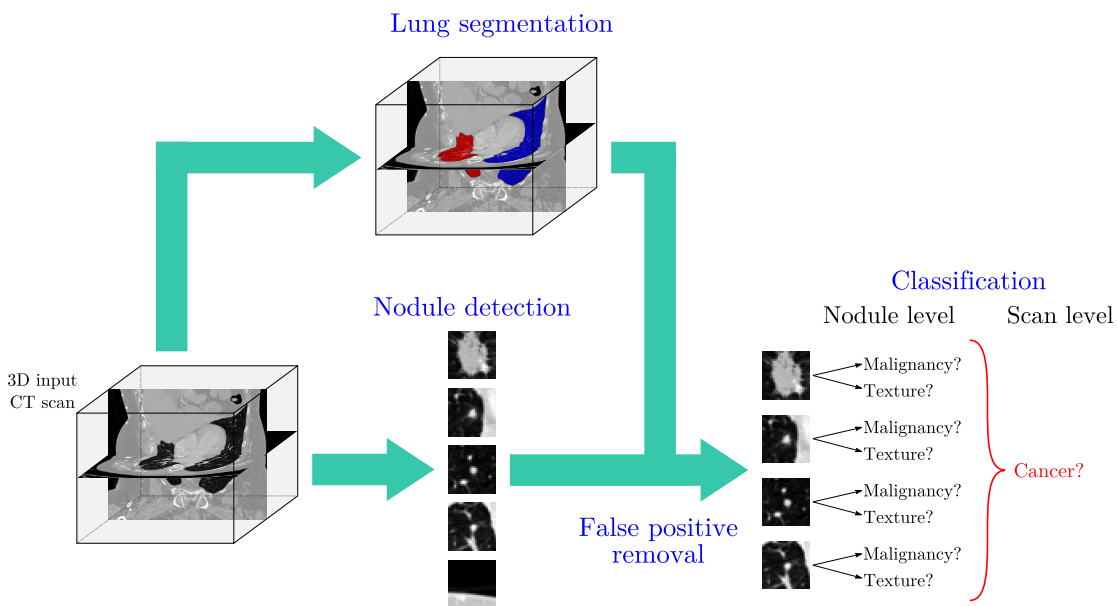 Lung segmentation
Nodule detection
3D input
CT scan
False positive
removal
Classification
Nodule level
Scan level
Malignancy?
Texture?
Malignancy?
Texture?
Malignancy?
Texture?
Malignancy?
Texture?
Cancer?